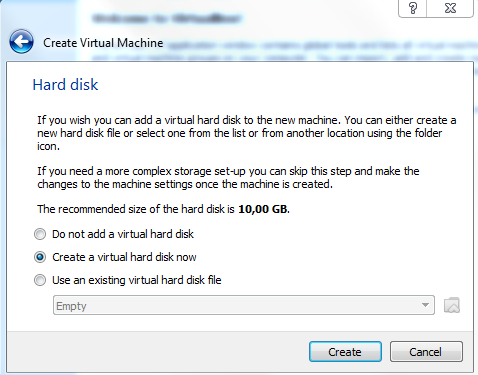 Welcome to VirtualBox!
Create Virtual Machine
Hard disk
If you wish you can add a virtual hard disk to the new machine. You can either create a
new hard disk file or select one from the list or from another location using the folder
icon.
If you need a more complex storage set-up you can skip this step and make the
changes to the machine settings once the machine is created.
The recommended size of the hard disk is 10,00 GB.
Do not add a virtual hard disk
Create a virtual hard disk now
Use an existing virtual hard disk file
Empty
Create
Cancel